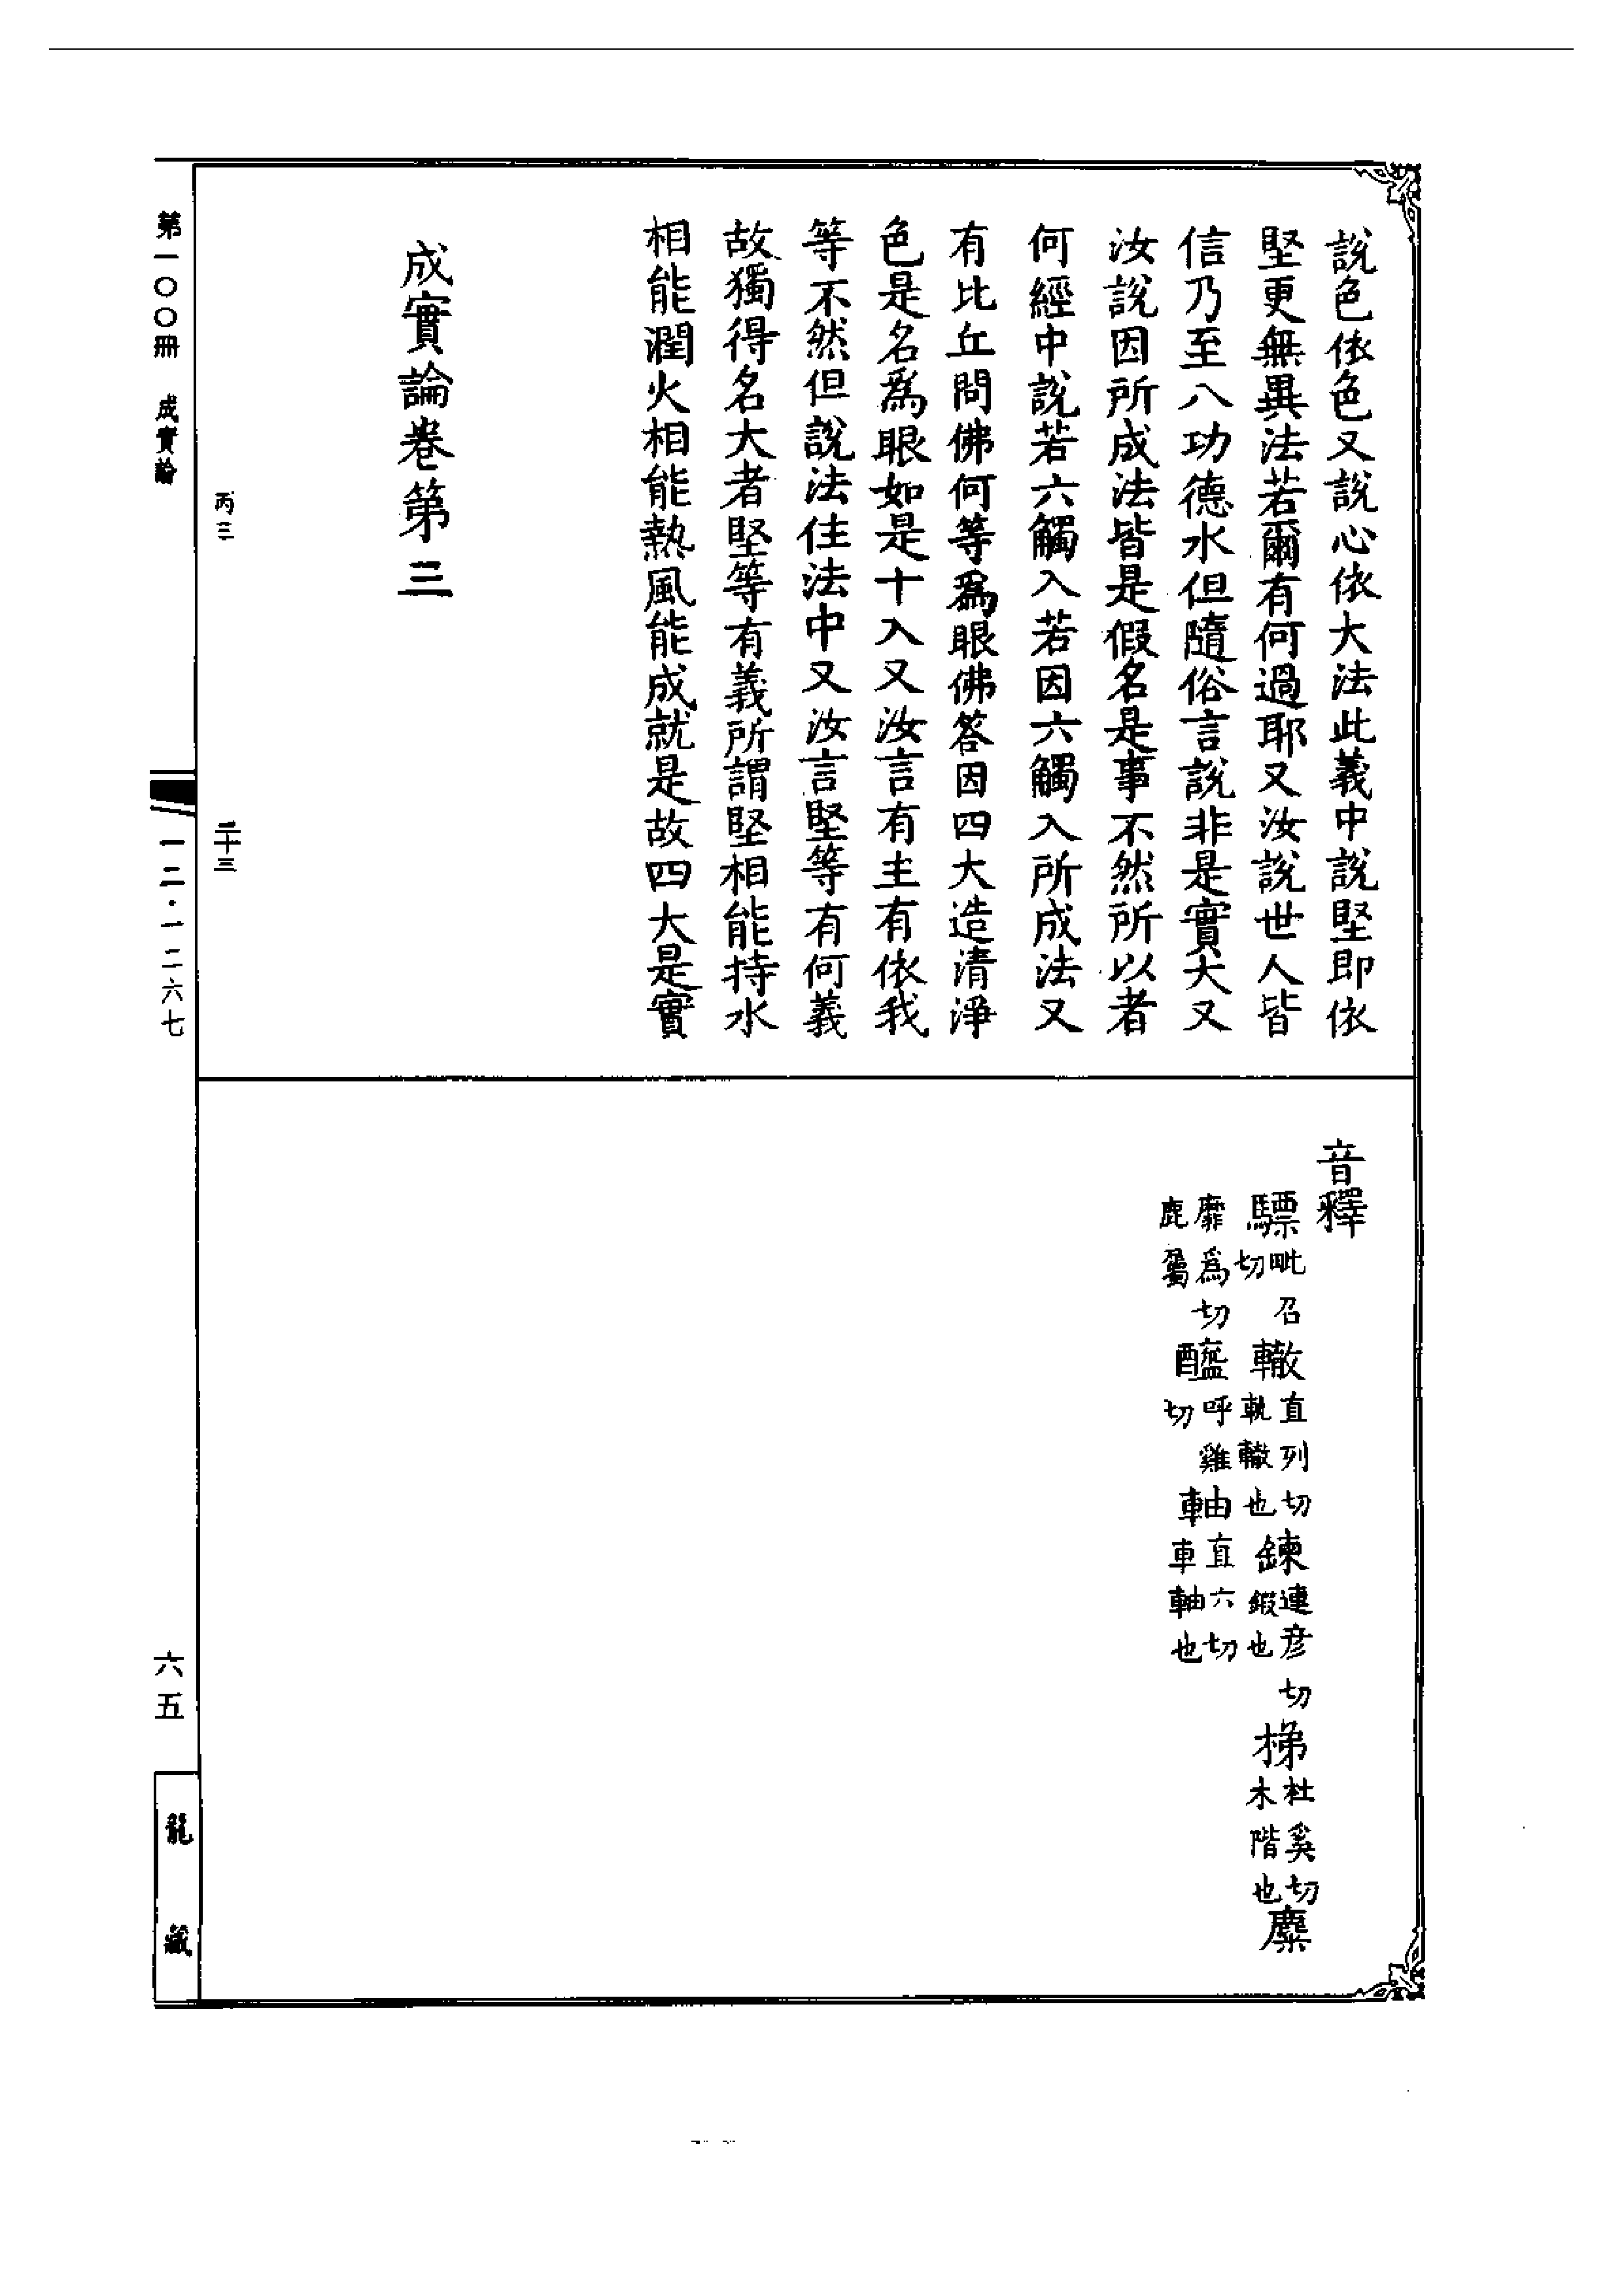 說色依色又說心依大法此義中說堅即依
堅更無異法若爾有何過耶又汝說世人皆
信乃至八功德水但隨俗言說非是實大又
汝說因所成法皆是假名是事不然所以者
何經中說若六觸入若因六觸入所成法又
有比丘問佛何等爲眼佛答因四大造清淨
色是名爲眼如是十入又汝言有主有依我
等不然但說法住法中又汝言堅等有何義
故獨得名大者堅等有義所謂堅相能持水
相能潤火相能熱風能成就是故四大是實
成實論卷第三
音釋
驃毗召切轍直列切軌轍也鍊連彥切鍛也梯杜奚切木階也麋
靡爲切鹿屬醯呼雞切軸直六切車軸也
丙三
二十三
第一〇〇冊 成實論
一二·一二六七
六五
龍藏